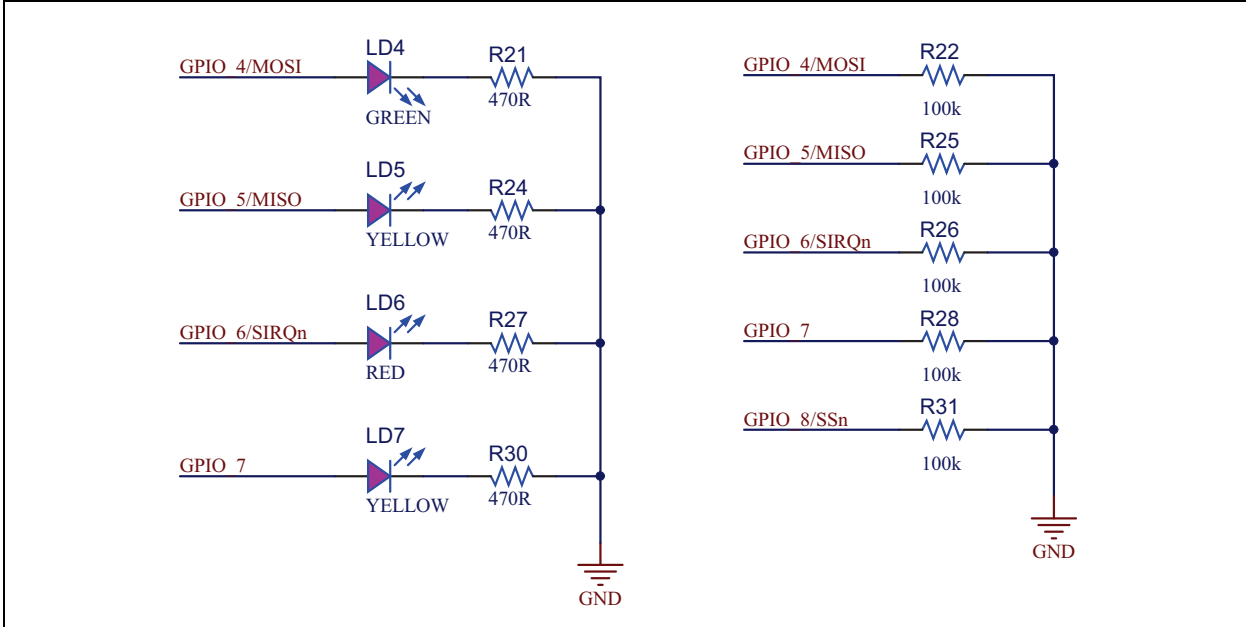 LD4
R21
GPIO_4/MOSI
470R
GREEN
LD5
R24
GPIO_5/MISO
470R
YELLOW
LD6
R27
GPIO_6/SIRQn
470R
RED
LD7
R30
GPIO_7
470R
YELLOW
GND
R22
GPIO_4/MOSI
100k
R25
GPIO_5/MISO
100k
R26
GPIO_6/SIRQn
100k
R28
GPIO_7
100k
R31
GPIO_8/SSn
100k
GND